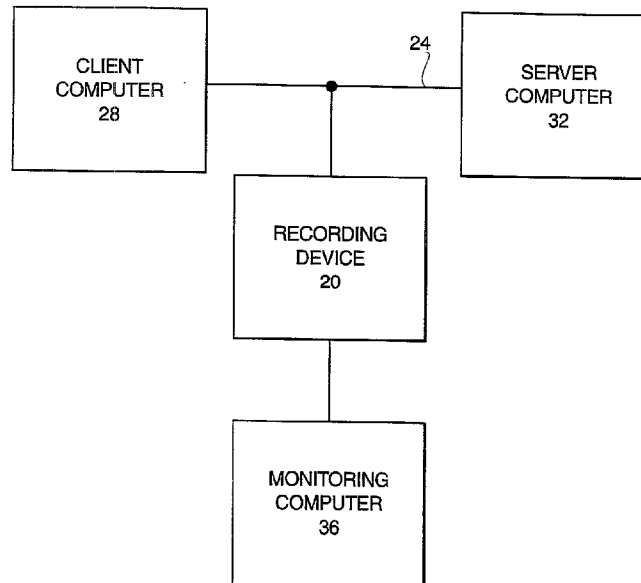 CLIENT
COMPUTER
28
24
SERVER
COMPUTER
32
RECORDING
DEVICE
20
MONITORING
COMPUTER
36